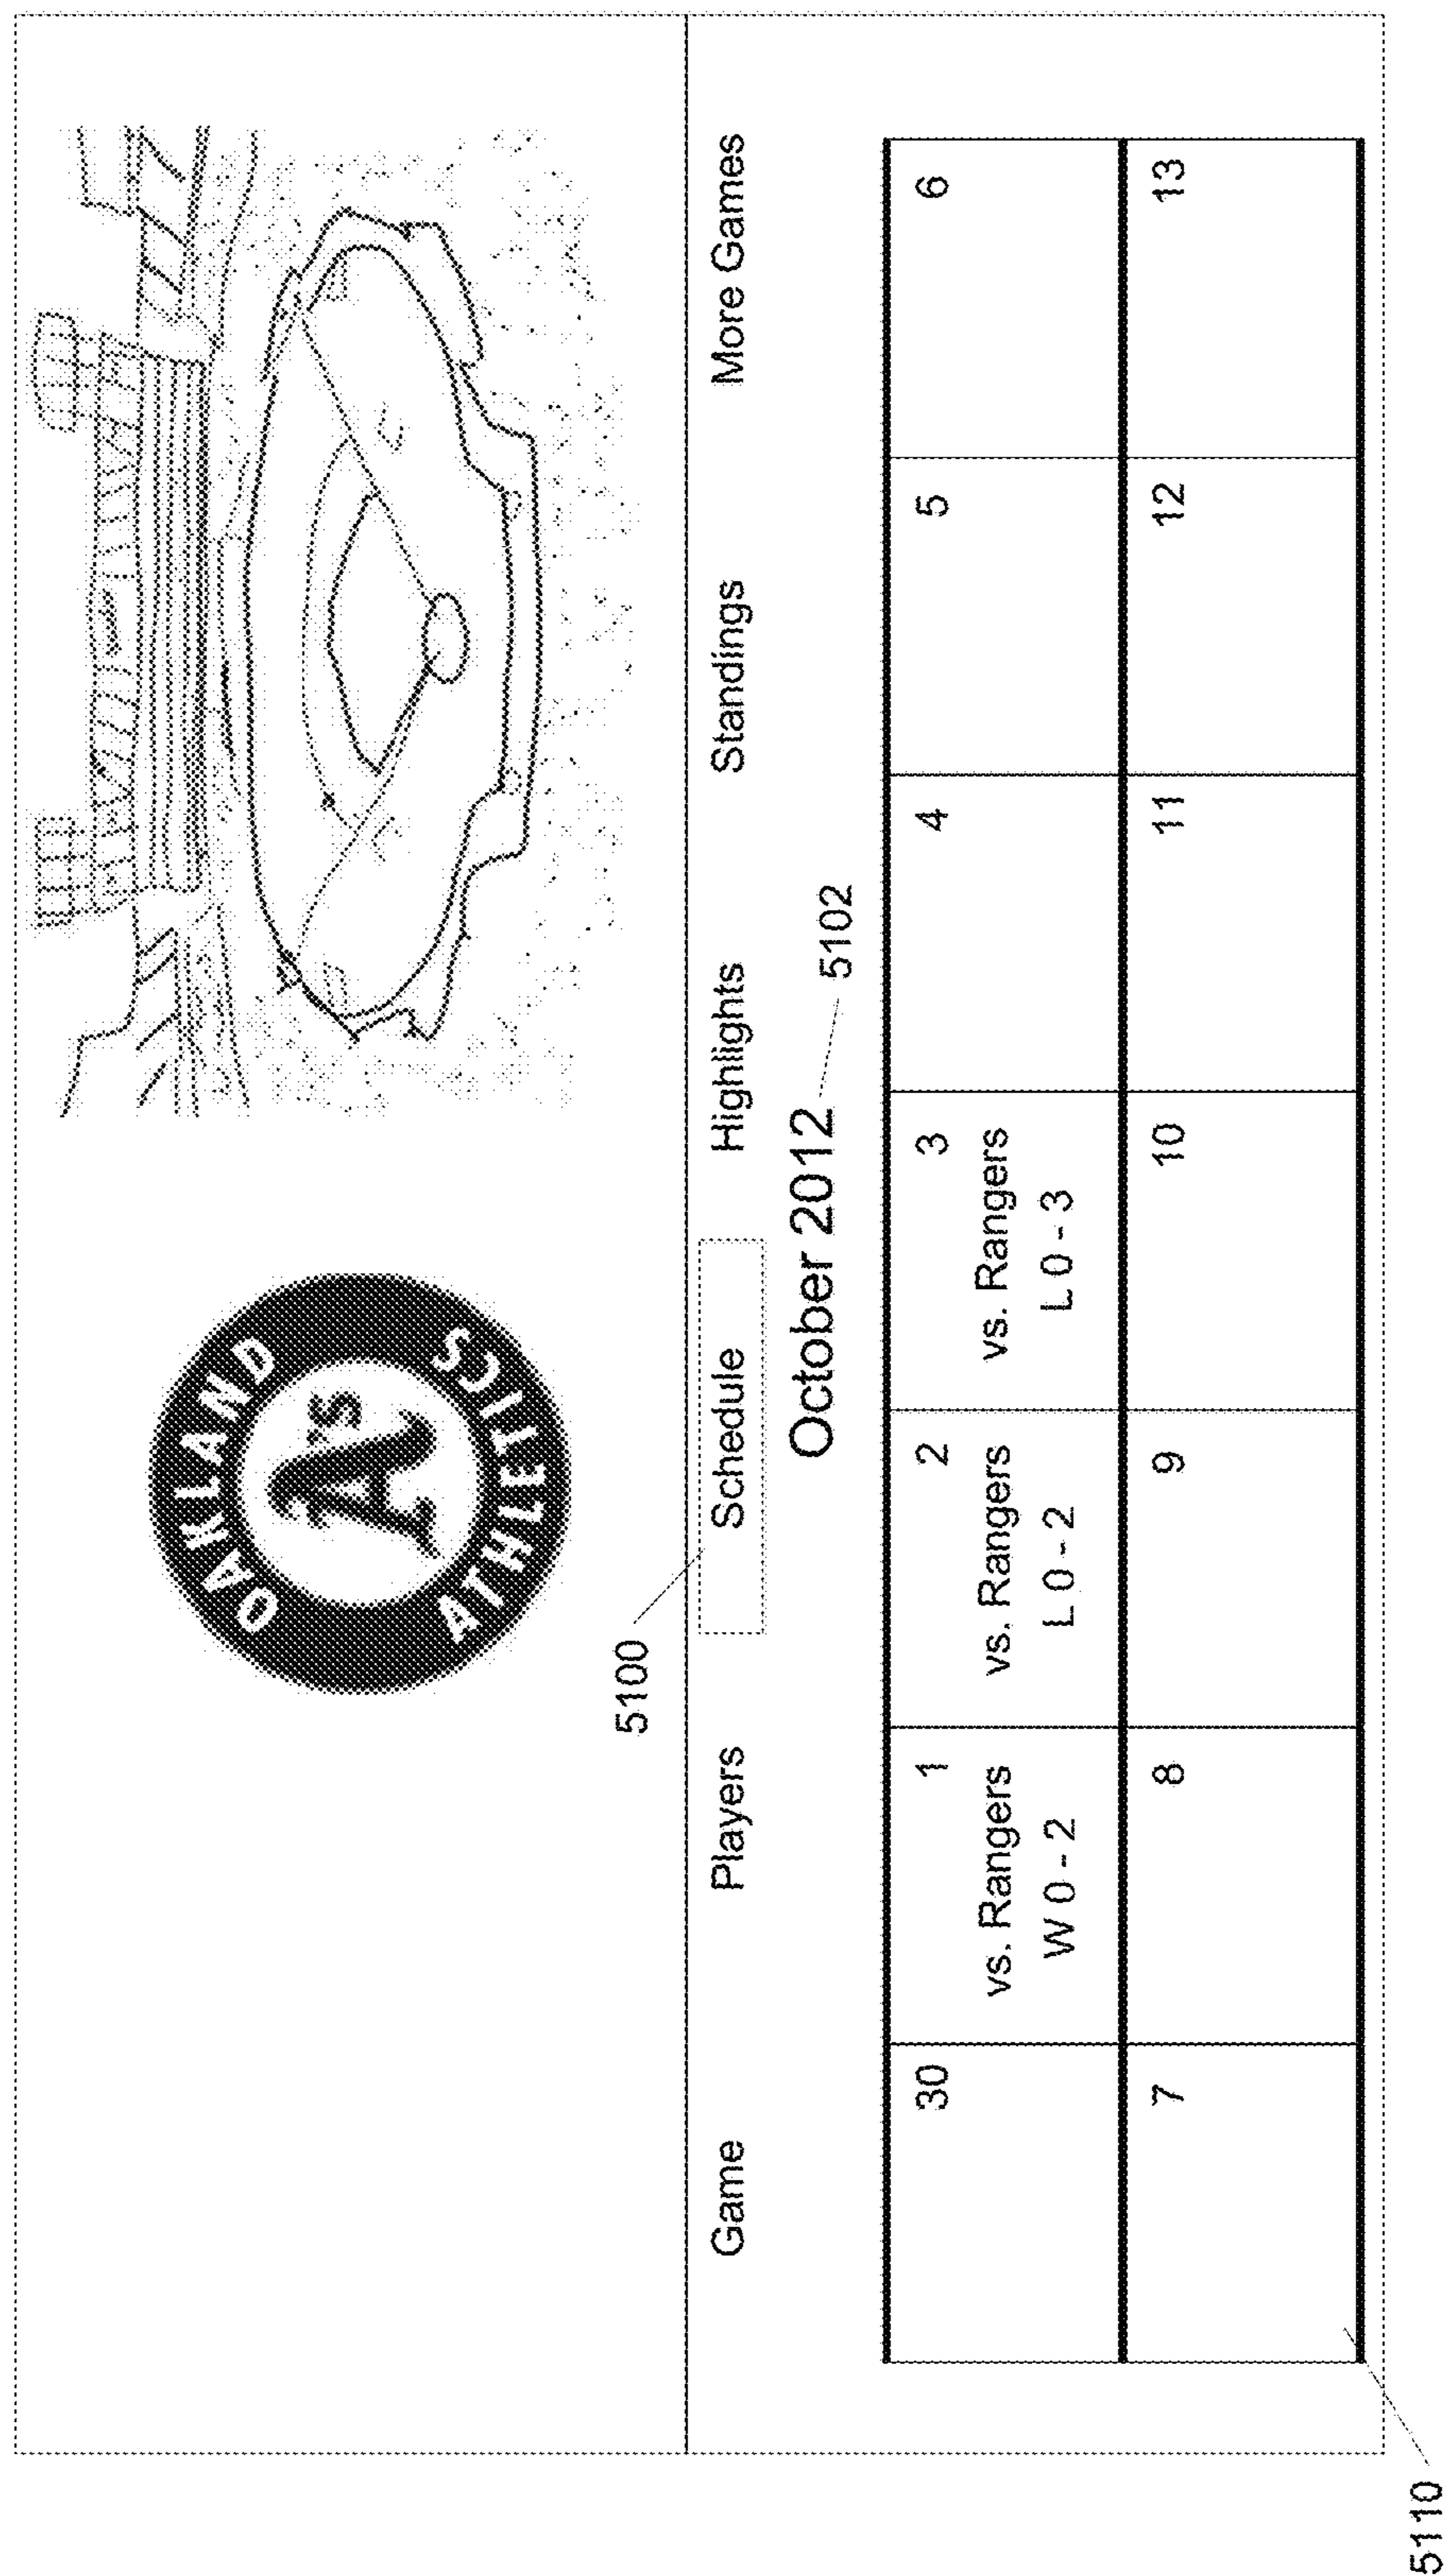 OAKLAND
A's
ATHLETICS
5100
Game Players Schedule Highlights Standings More Games
October 2012 5102
30 1 2 3 4 5 6
vs. Rangers vs. Rangers vs. Rangers
W 0 - 2 L 0 - 2 L 0 - 3
7 8 9 10 11 12 13
5110